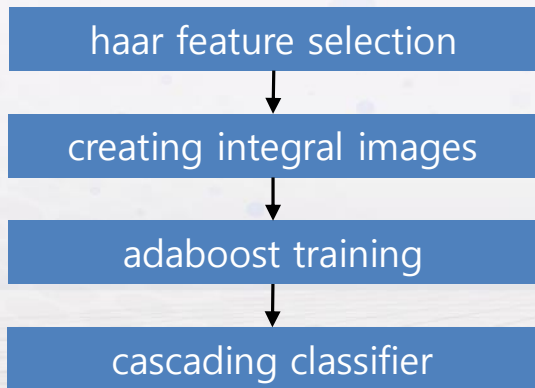 haar feature selection
creating integral images
adaboost training
cascading classifier